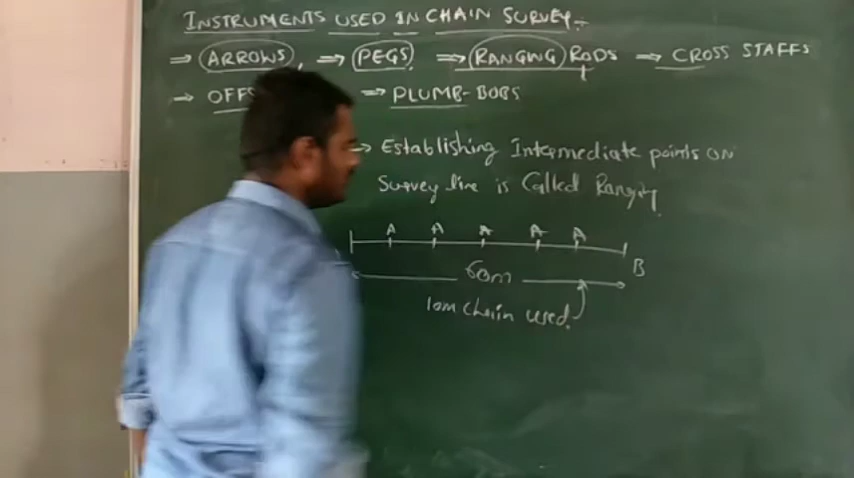 INSTRUMENTS USED IN CHAIN SURVEY:-
⇒ ARROWS, ⇒ PEGS ⇒ RANGING RODS → CROSS STAFFS
→ OFFS ⇒ PLUMB-BOBS
→ Establishing Intermediate points on
Survey line is Called Ranging.
A A A A A
60m B
10m chain used.